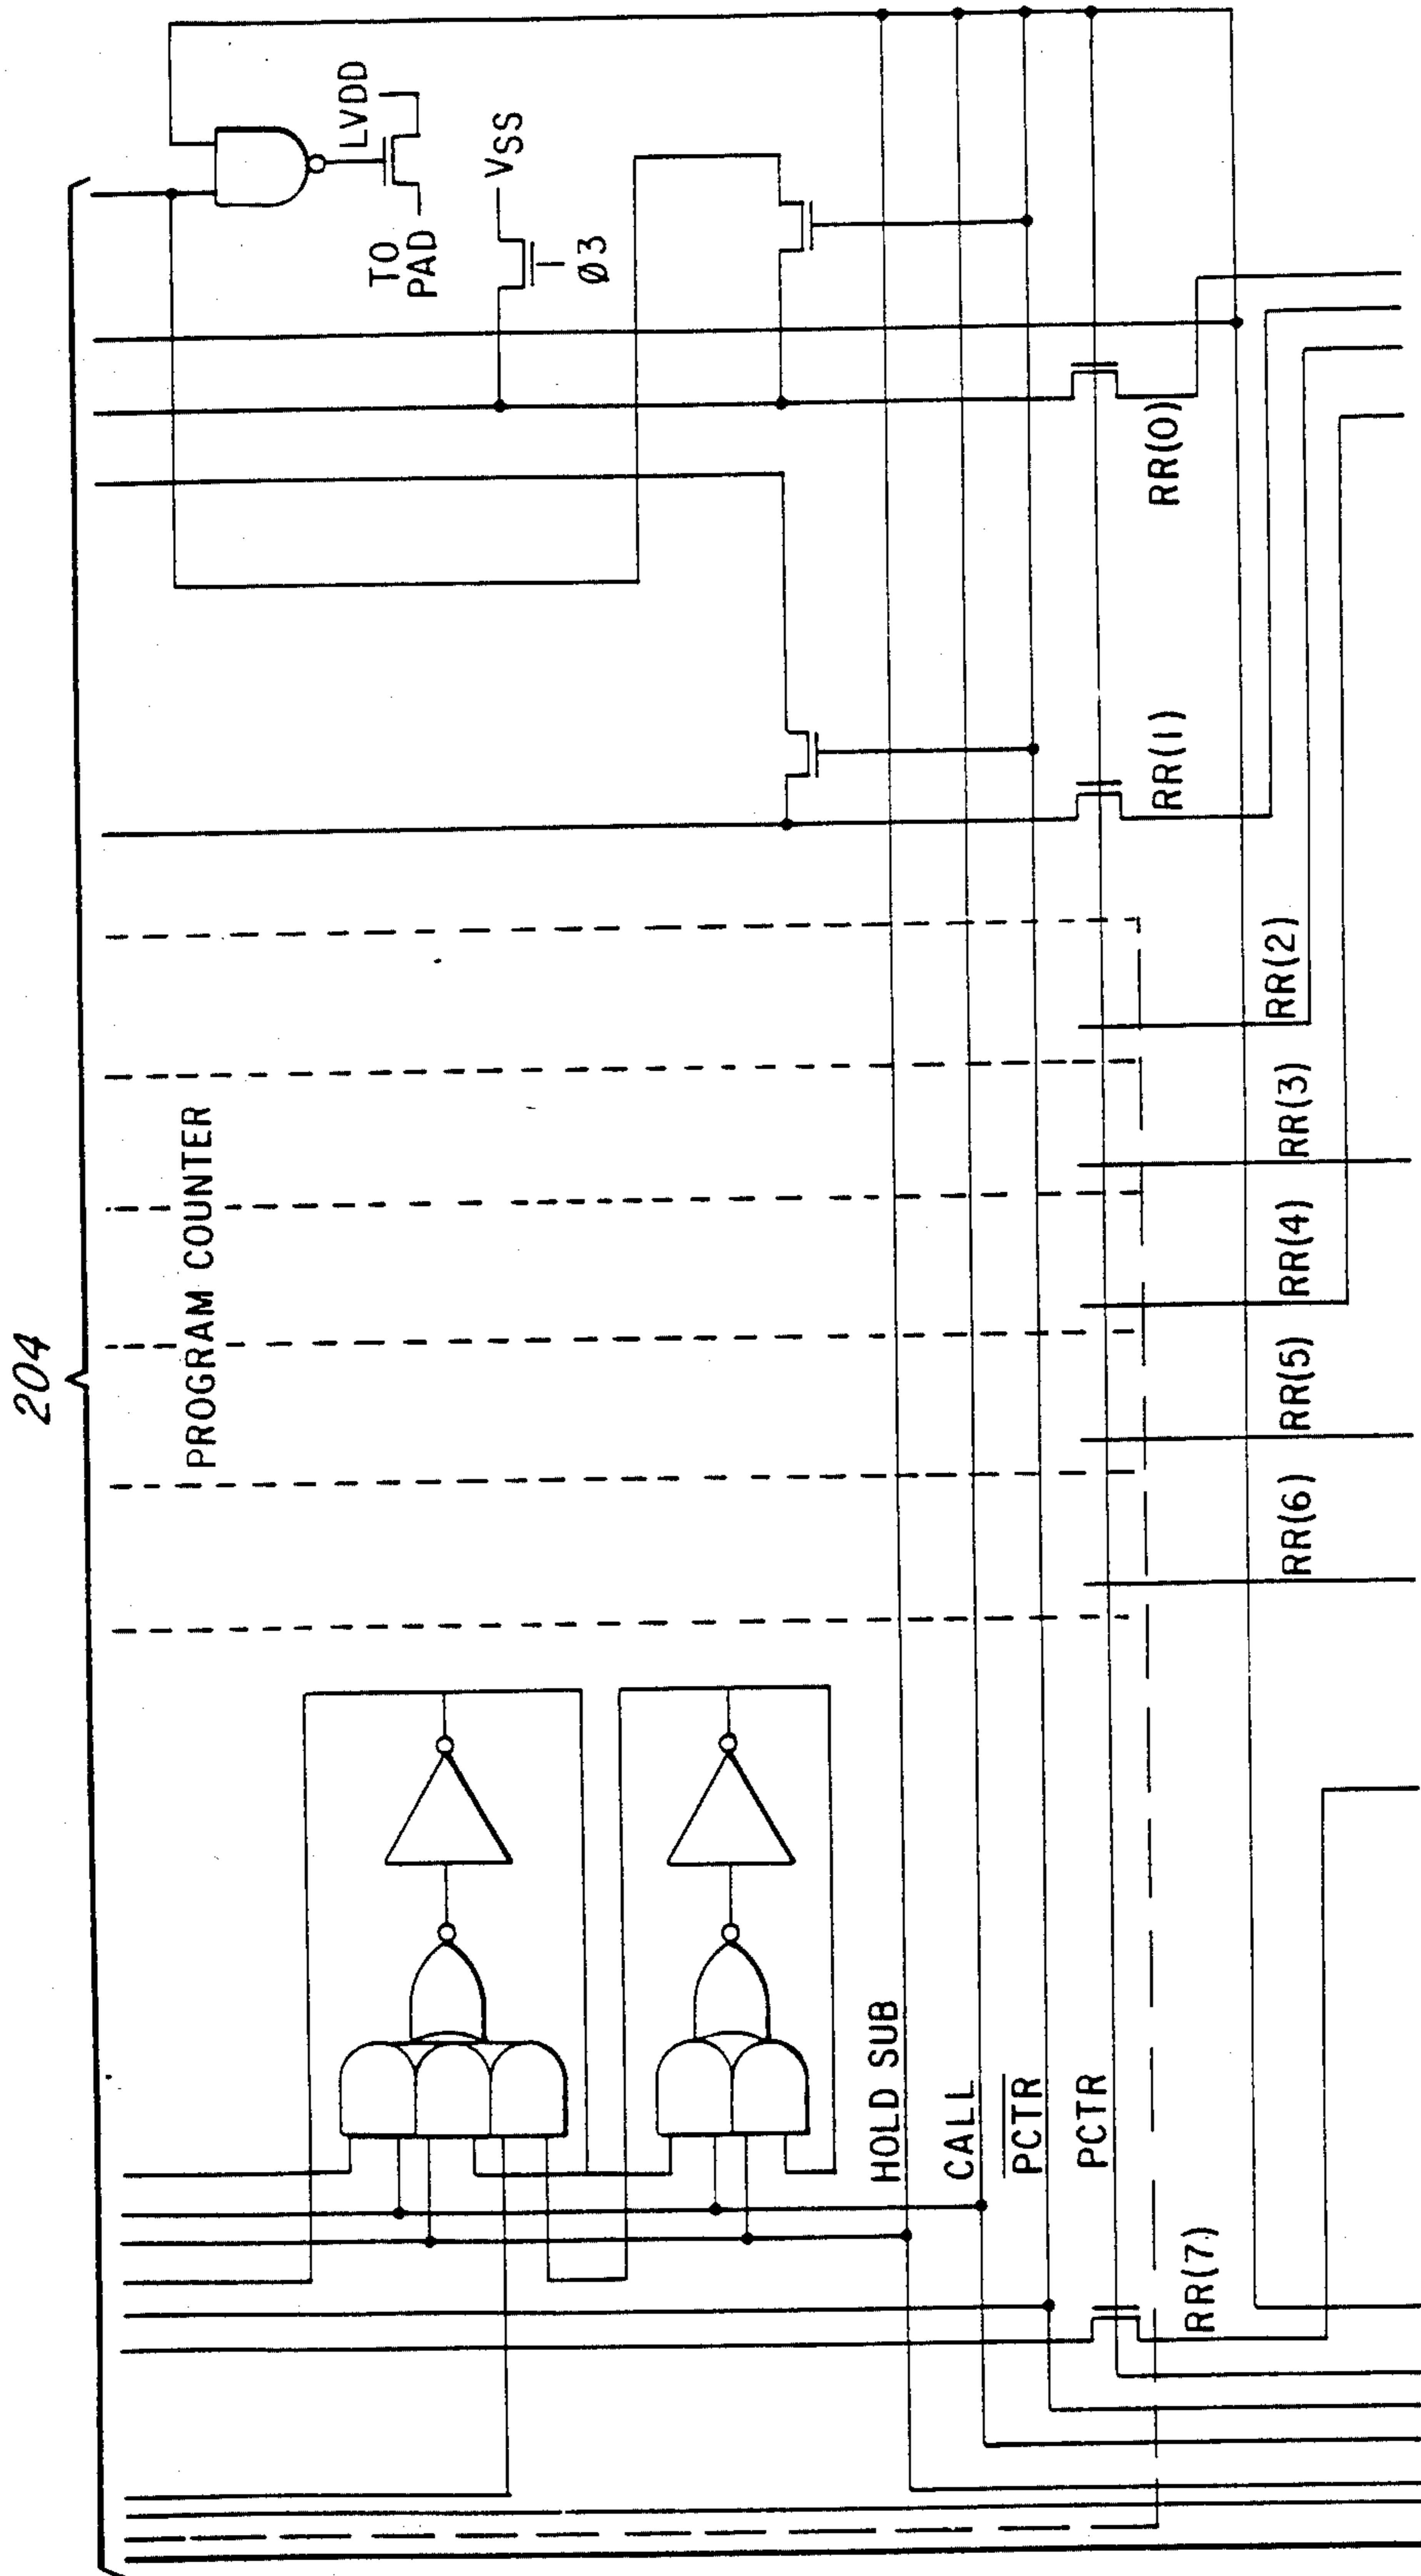 204
PROGRAM COUNTER
LVDD
TO
PAD
VSS
Ø3
HOLD SUB
CALL
PCTR
PCTR
RR(7)
RR(6)
RR(5)
RR(4)
RR(3)
RR(2)
RR(1)
RR(0)